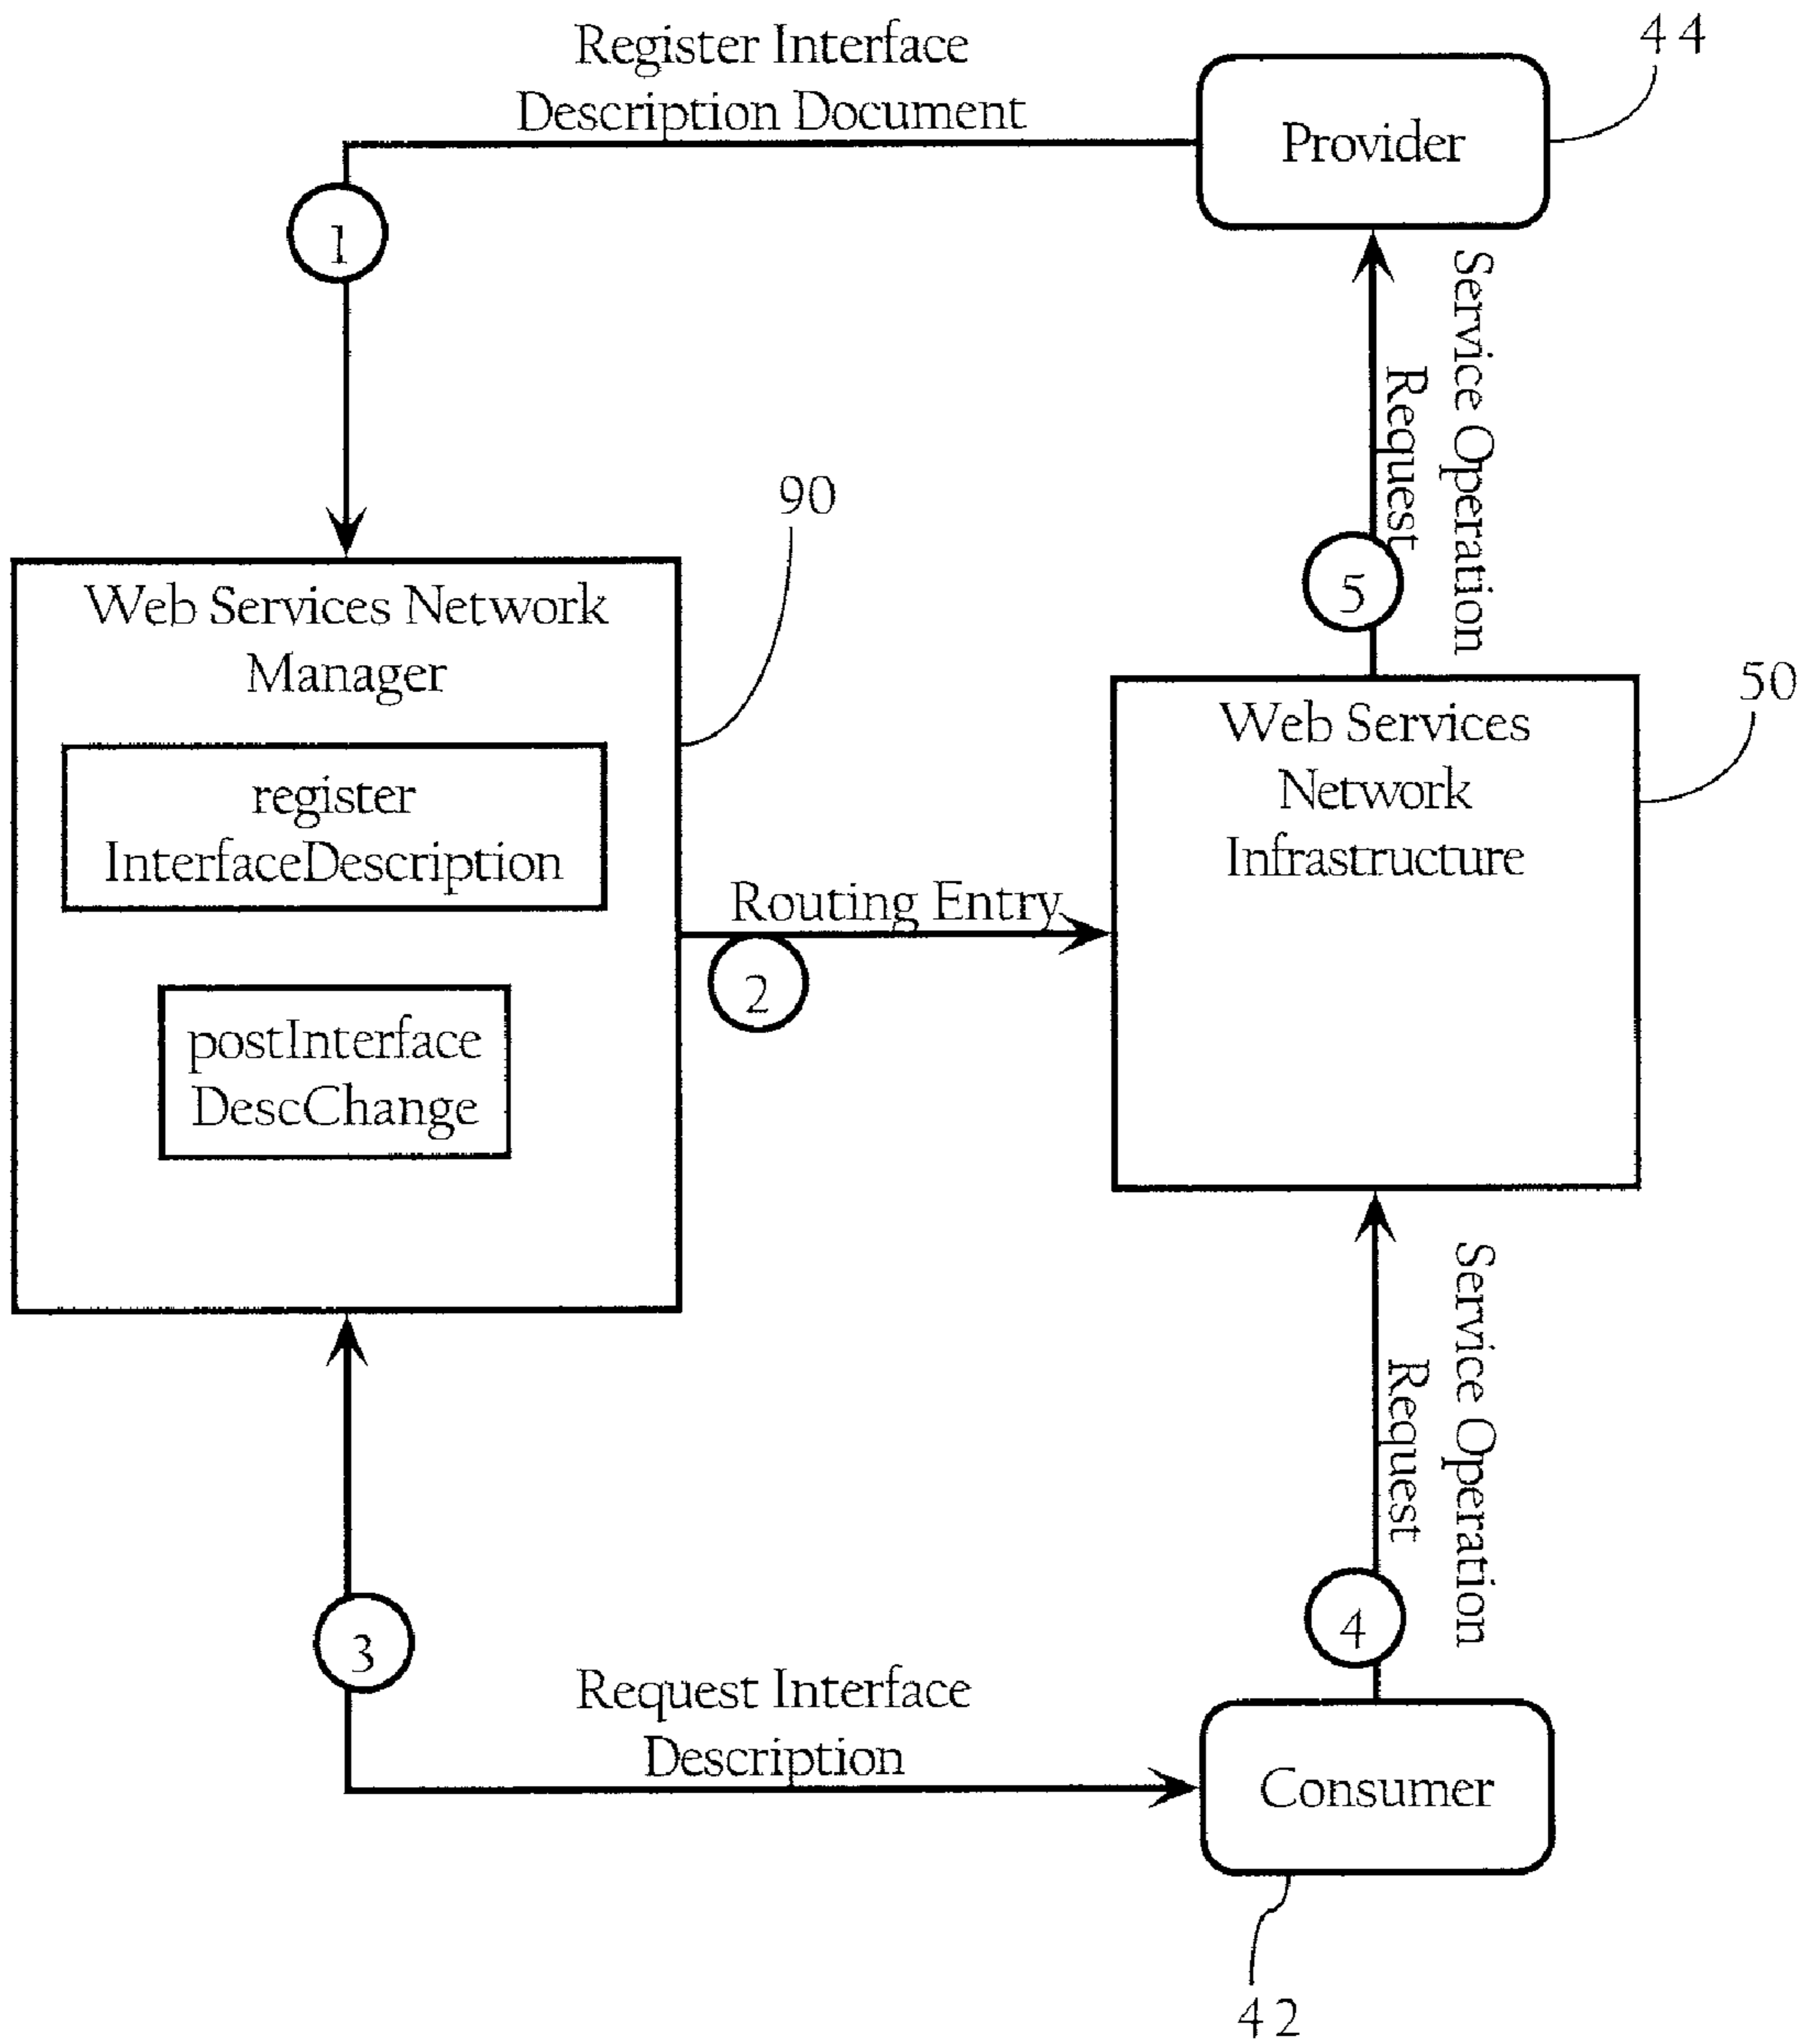 Register Interface
Description Document
44
Provider
1
Service Operation
Request
90
5
Web Services Network
Manager
50
Web Services
Network
Infrastructure
register
InterfaceDescription
Routing Entry
2
postInterface
DescChange
Service Operation
Request
3
4
Request Interface
Description
Consumer
42